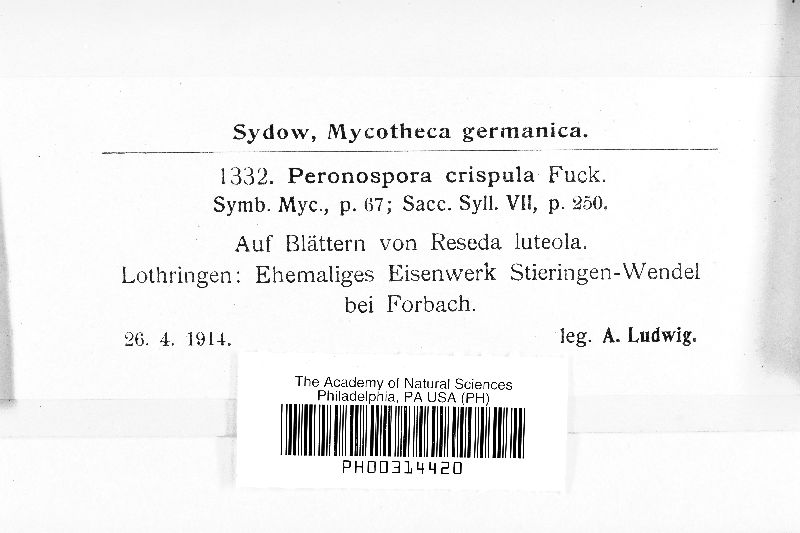 Sydow, Mycotheca germanica.
1332. Peronospora crispula Fuck.
Symb. Myc., p. 67; Sacc. Syll. VII, p. 250.
Auf Blättern von Reseda luteola.
Lothringen: Ehemaliges Eisenwerk Stieringen-Wendel
bei Forbach.
26. 4. 1914. leg. A. Ludwig.
The Academy of Natural Sciences
Philadelphia, PA USA (PH)
PH00314420